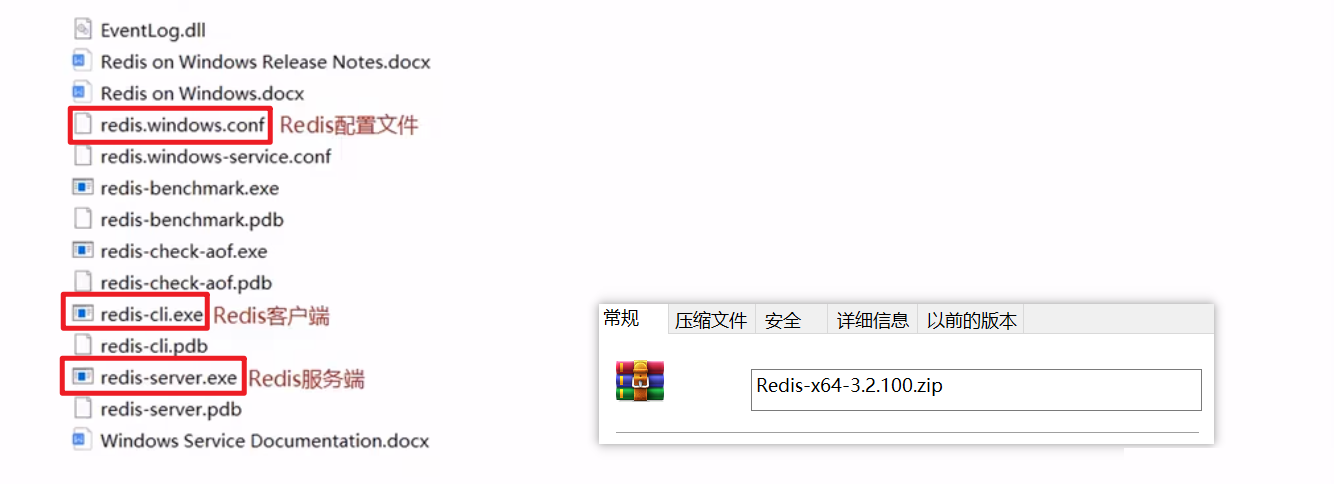 EventLog.dll
Redis on Windows Release Notes.docx
Redis on Windows.docx
redis.windows.conf Redis配置文件
redis.windows-service.conf
redis-benchmark.exe
redis-benchmark.pdb
redis-check-aof.exe
redis-check-aof.pdb
redis-cli.exe Redis客户端
redis-cli.pdb
redis-server.exe Redis服务端
redis-server.pdb
Windows Service Documentation.docx
常规 压缩文件 安全 详细信息 以前的版本
Redis-x64-3.2.100.zip